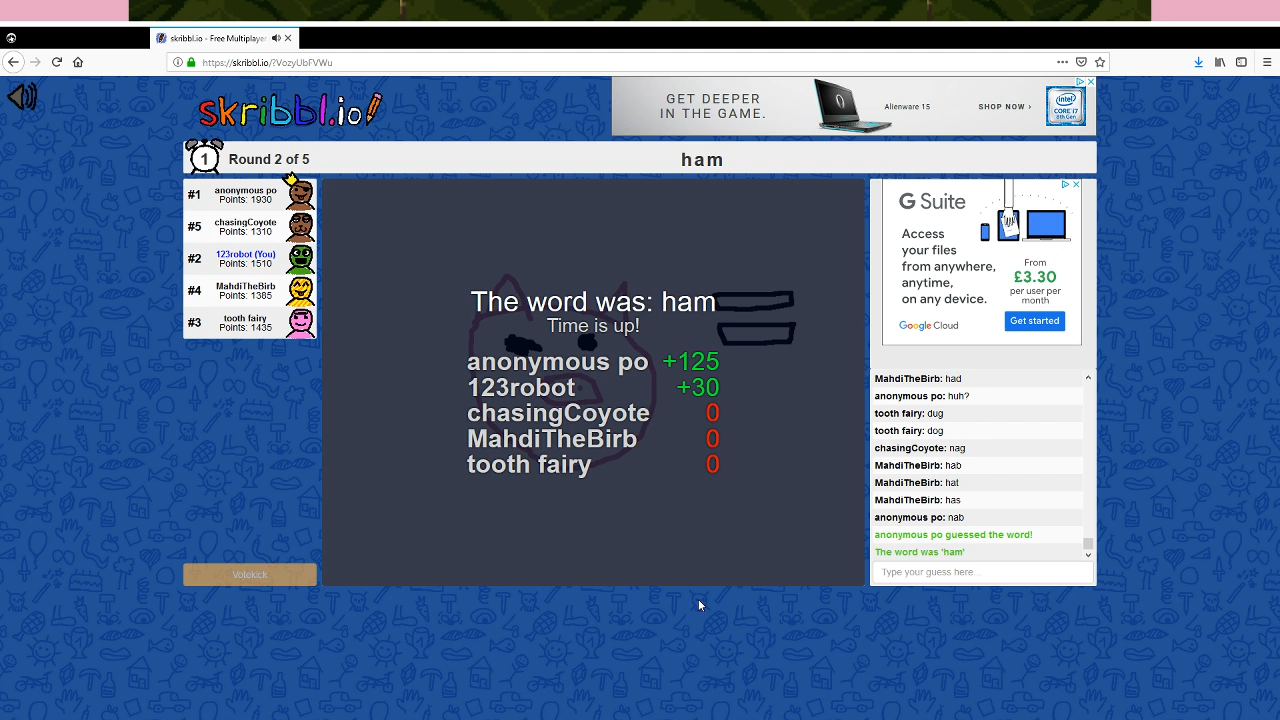 skribbl.io - Free Multiplayer
https://skribbl.io/?VozyUbFVWu
skribbl.io
GET DEEPER
IN THE GAME.
Alienware 15
SHOP NOW ›
intel
CORE i7
8th Gen
1
Round 2 of 5
ham
#1
anonymous po
Points: 1930
#5
chasingCoyote
Points: 1310
#2
123robot (You)
Points: 1510
#4
MahdiTheBirb
Points: 1365
#3
tooth fairy
Points: 1435
Votekick
The word was: ham
Time is up!
anonymous po +125
123robot +30
chasingCoyote 0
MahdiTheBirb 0
tooth fairy 0
G Suite
Access
your files
from anywhere,
anytime,
on any device.
From
£3.30
per user per
month
Get started
Google Cloud
MahdiTheBirb: had
anonymous po: huh?
tooth fairy: dug
tooth fairy: dog
chasingCoyote: nag
MahdiTheBirb: hab
MahdiTheBirb: hat
MahdiTheBirb: has
anonymous po: nab
anonymous po guessed the word!
The word was 'ham'
Type your guess here...